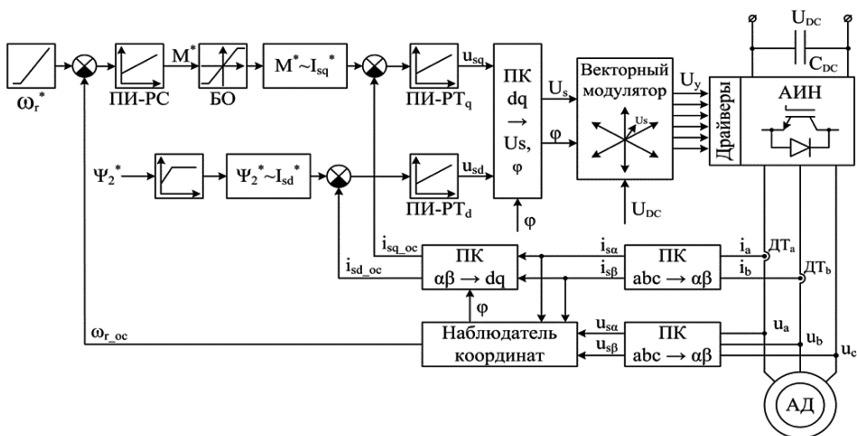 U_DC
C_DC
ω_r^*
ПИ-РС
M^*
БО
M^*~I_sq^*
ПИ-РТ_q
u_sq
ПК
dq
→
Us,
φ
U_s
φ
Векторный
модулятор
Us
U_y
Драйверы
АИН
Ψ_2^*
Ψ_2^*~I_sd^*
ПИ-РТ_d
u_sd
φ
U_DC
i_sq_oc
i_sd_oc
ПК
αβ → dq
i_sα
i_sβ
ПК
abc → αβ
i_a
i_b
ДТ_a
ДТ_b
φ
ω_r_oc
Наблюдатель
координат
u_sα
u_sβ
ПК
abc → αβ
u_a
u_b
u_c
АД